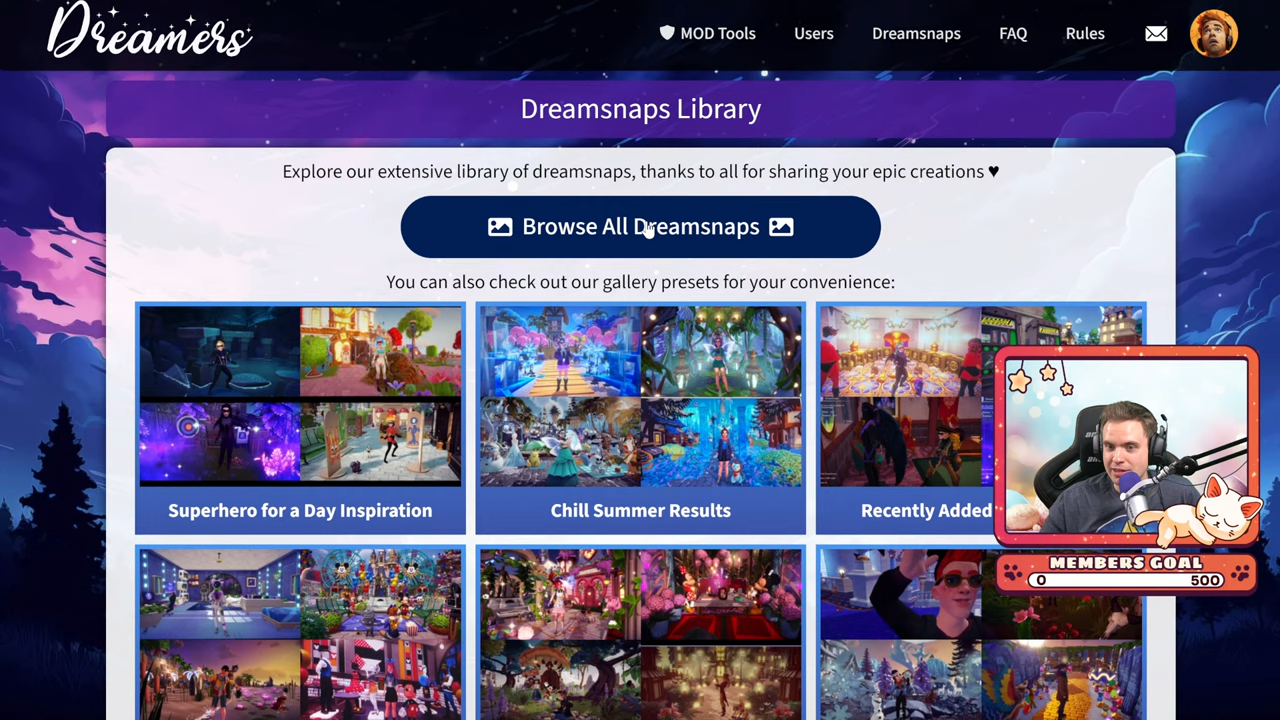 Dreamers
MOD Tools
Users
Dreamsnaps
FAQ
Rules
Dreamsnaps Library
Explore our extensive library of dreamsnaps, thanks to all for sharing your epic creations ♥
Browse All Dreamsnaps
You can also check out our gallery presets for your convenience:
Superhero for a Day Inspiration
Chill Summer Results
Recently Added
MEMBERS GOAL
0
500